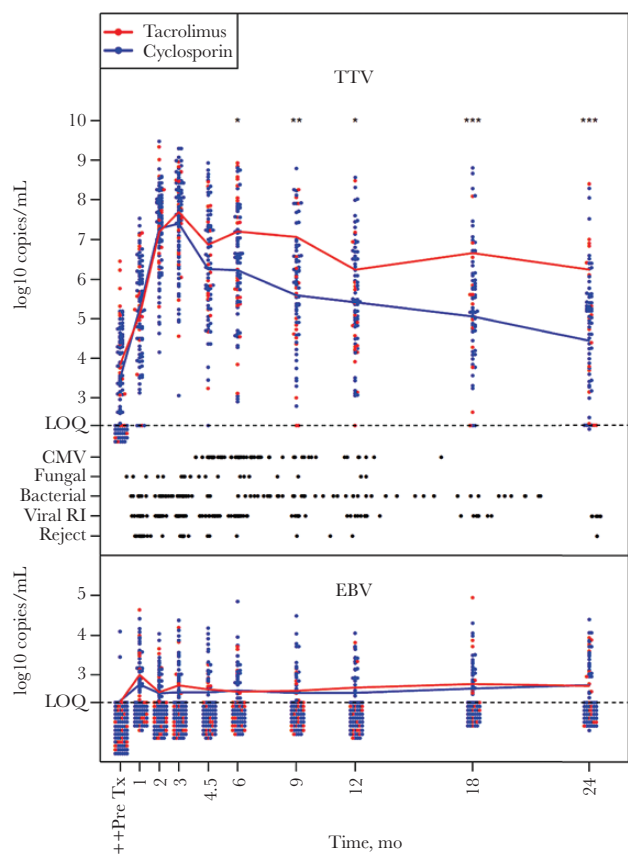 Tacrolimus
Cyclosporin
TTV
* ** * *** ***
10
9
8
7
6
5
4
3
LOQ
log10 copies/mL
CMV
Fungal
Bacterial
Viral RI
Reject
EBV
5
4
3
LOQ
log10 copies/mL
++Pre Tx 1 2 3 4.5 6 9 12 18 24
Time, mo